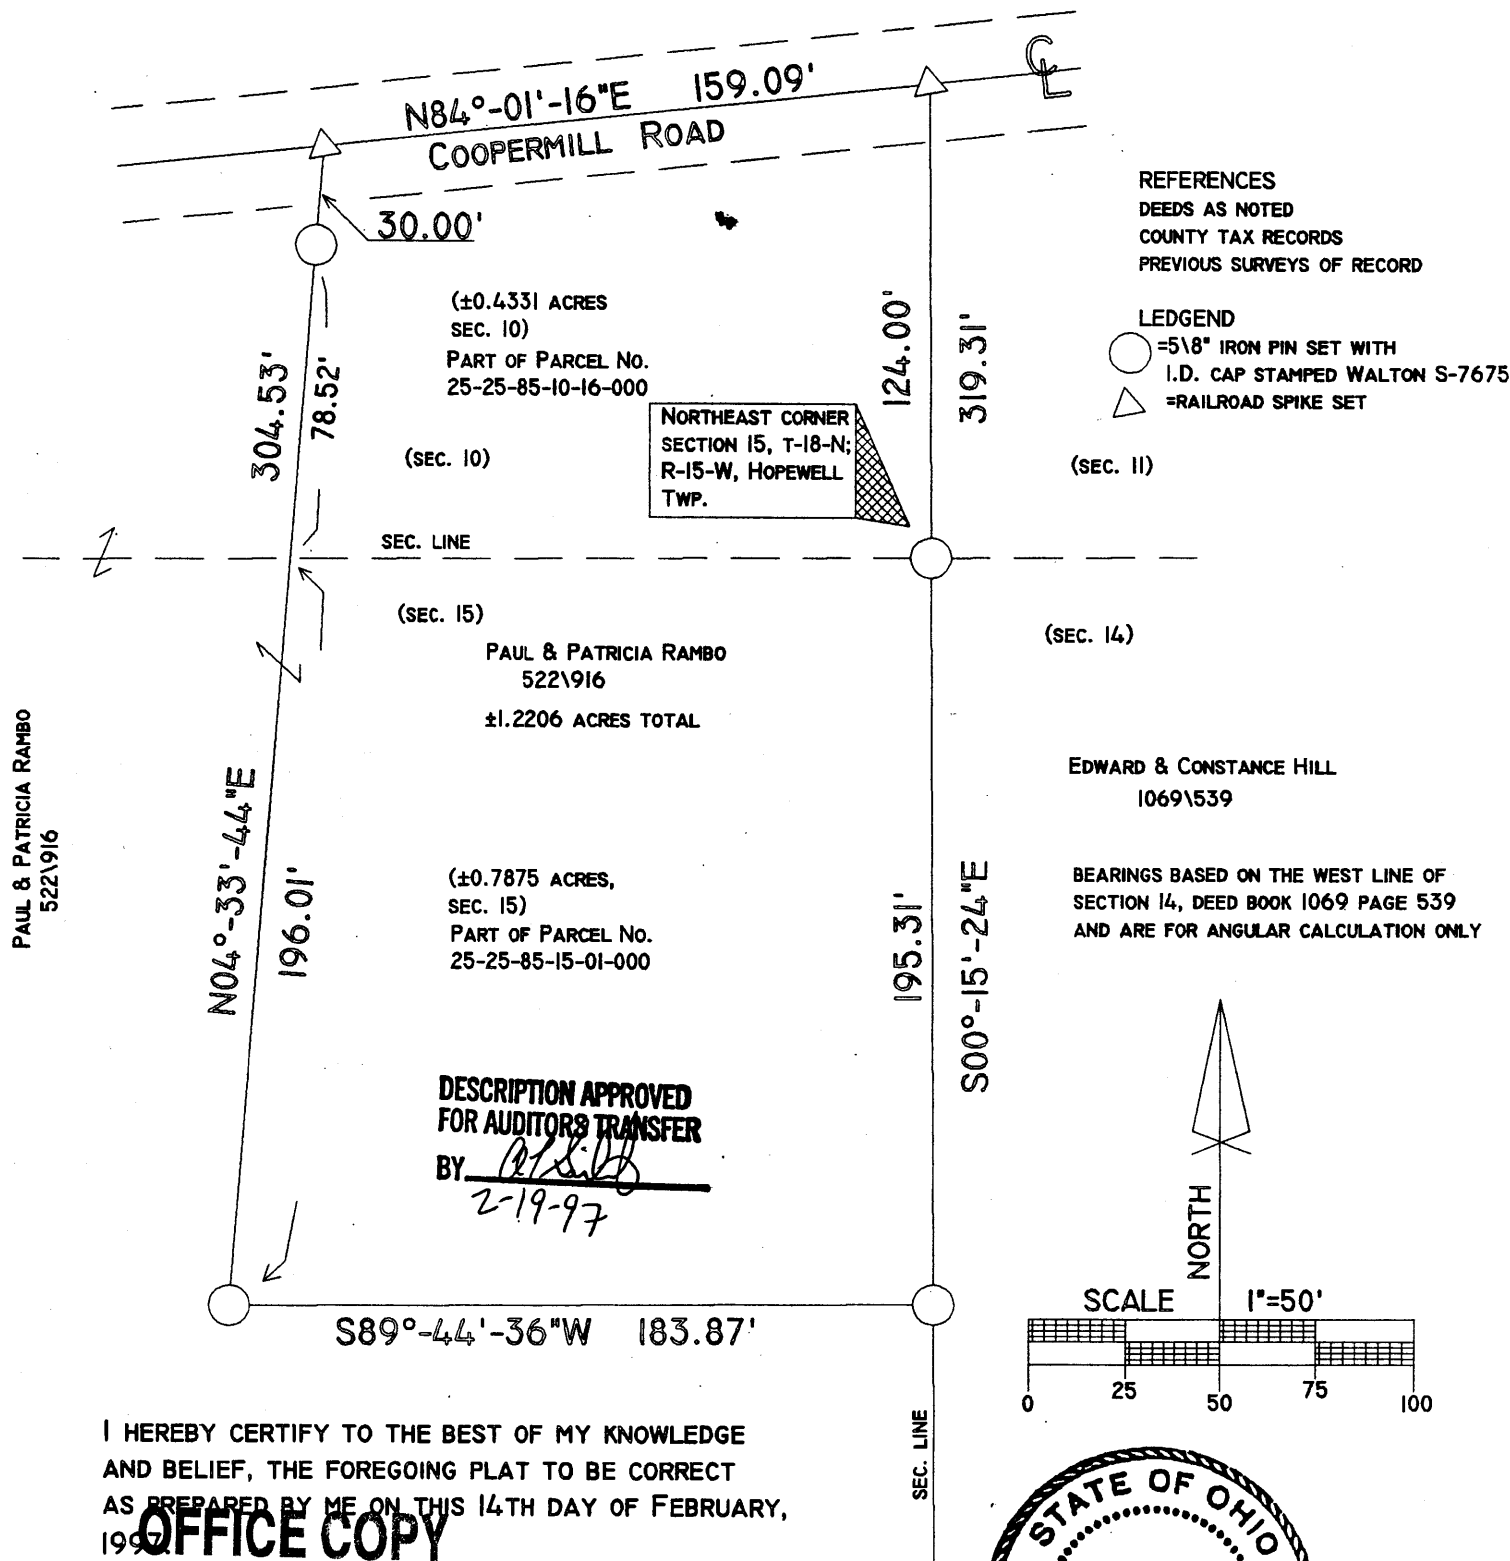 N84°-01'-16"E 159.09'
COOPERMILL ROAD
CL
30.00'
REFERENCES
DEEDS AS NOTED
COUNTY TAX RECORDS
PREVIOUS SURVEYS OF RECORD
LEDGEND
=5\8" IRON PIN SET WITH
I.D. CAP STAMPED WALTON S-7675
=RAILROAD SPIKE SET
(±0.4331 ACRES
SEC. 10)
PART OF PARCEL NO.
25-25-85-10-16-000
304.53'
78.52'
124.00'
319.31'
NORTHEAST CORNER
SECTION 15, T-18-N;
R-15-W, HOPEWELL
TWP.
(SEC. 10)
(SEC. 11)
SEC. LINE
(SEC. 15)
(SEC. 14)
PAUL & PATRICIA RAMBO
522\916
±1.2206 ACRES TOTAL
PAUL & PATRICIA RAMBO
522\916
EDWARD & CONSTANCE HILL
1069\539
N04°-33'-44"E
196.01'
(±0.7875 ACRES,
SEC. 15)
PART OF PARCEL NO.
25-25-85-15-01-000
195.31'
S00°-15'-24"E
BEARINGS BASED ON THE WEST LINE OF
SECTION 14, DEED BOOK 1069 PAGE 539
AND ARE FOR ANGULAR CALCULATION ONLY
DESCRIPTION APPROVED
FOR AUDITORS TRANSFER
BY
2-19-97
NORTH
S89°-44'-36"W 183.87'
SCALE 1"=50'
0 25 50 75 100
SEC. LINE
I HEREBY CERTIFY TO THE BEST OF MY KNOWLEDGE
AND BELIEF, THE FOREGOING PLAT TO BE CORRECT
AS PREPARED BY ME ON THIS 14TH DAY OF FEBRUARY,
1997.
OFFICE COPY
STATE OF OHIO